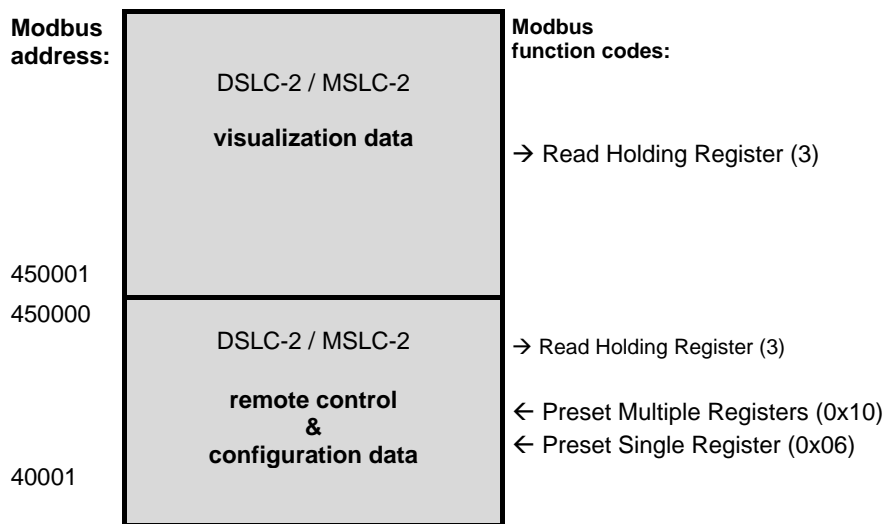 Modbus
address:
Modbus
function codes:
DSLC-2 / MSLC-2
visualization data
→ Read Holding Register (3)
450001
450000
DSLC-2 / MSLC-2
→ Read Holding Register (3)
remote control
&
configuration data
← Preset Multiple Registers (0x10)
← Preset Single Register (0x06)
40001